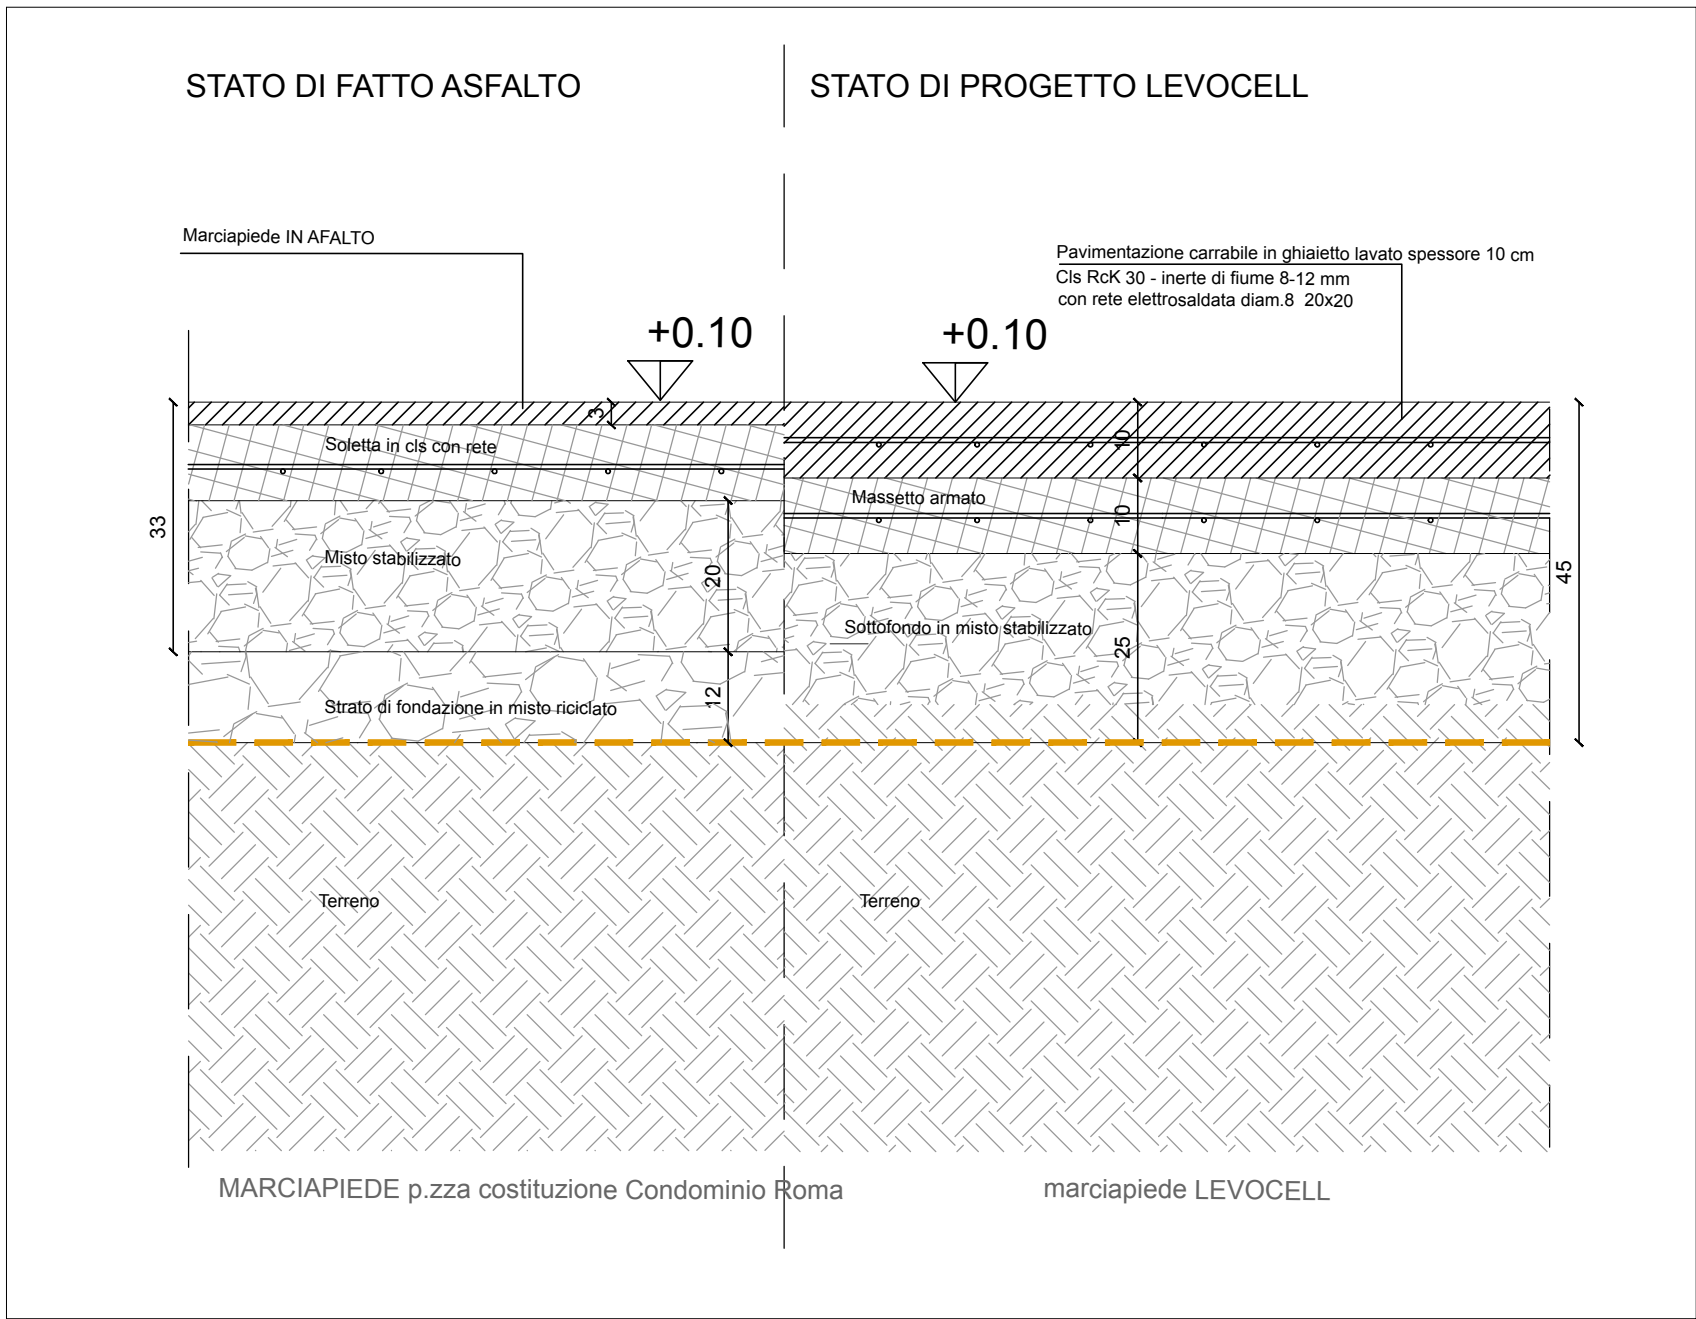 STATO DI FATTO ASFALTO
STATO DI PROGETTO LEVOCELL
Marciapiede IN AFALTO
Pavimentazione carrabile in ghiaietto lavato spessore 10 cm
Cls RcK 30 - inerte di fiume 8-12 mm
con rete elettrosaldata diam.8 20x20
+0.10
+0.10
3
10
Soletta in cls con rete
Massetto armato
10
33
Misto stabilizzato
20
45
Sottofondo in misto stabilizzato
25
12
Strato di fondazione in misto riciclato
Terreno
Terreno
MARCIAPIEDE p.zza costituzione Condominio Roma
marciapiede LEVOCELL